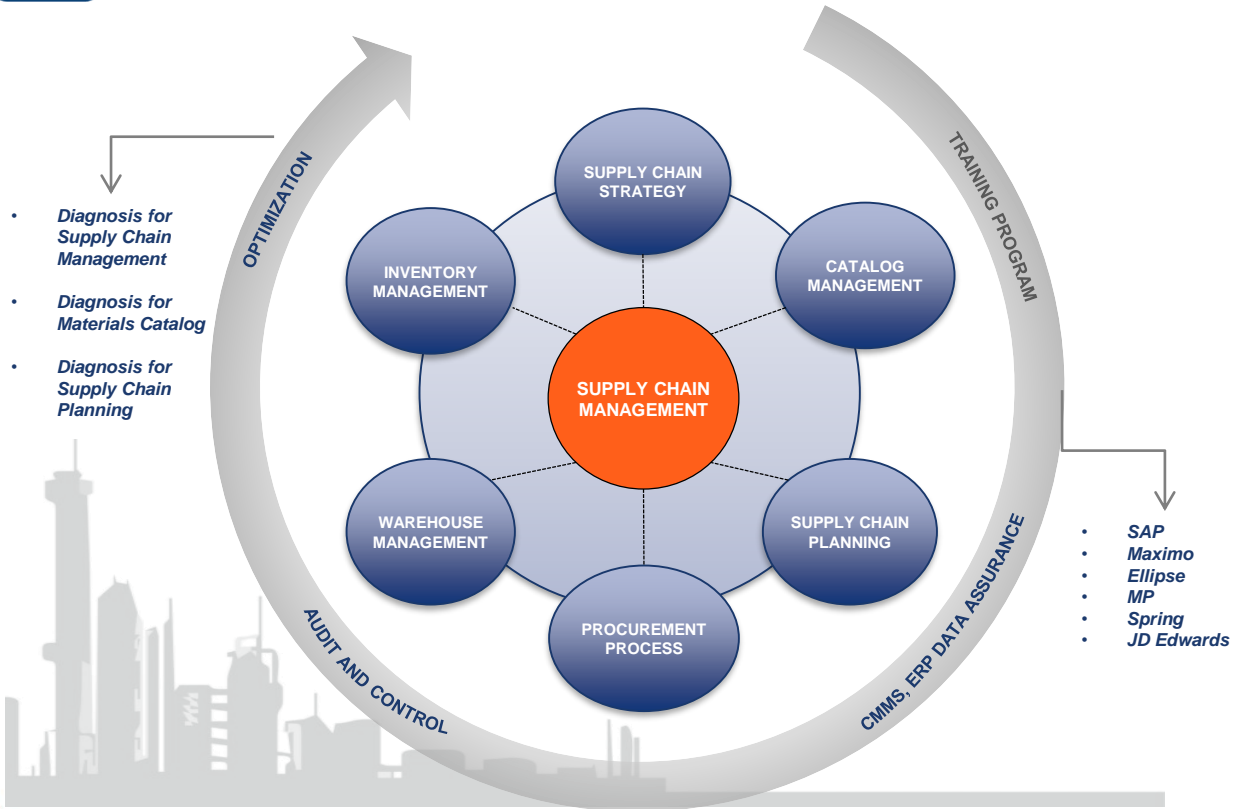 SUPPLY CHAIN
STRATEGY
CATALOG
MANAGEMENT
SUPPLY CHAIN
PLANNING
PROCUREMENT
PROCESS
WAREHOUSE
MANAGEMENT
INVENTORY
MANAGEMENT
SUPPLY CHAIN
MANAGEMENT
TRAINING PROGRAM
CMMS, ERP DATA ASSURANCE
AUDIT AND CONTROL
OPTIMIZATION
• Diagnosis for
Supply Chain
Management
• Diagnosis for
Materials Catalog
• Diagnosis for
Supply Chain
Planning
• SAP
• Maximo
• Ellipse
• MP
• Spring
• JD Edwards